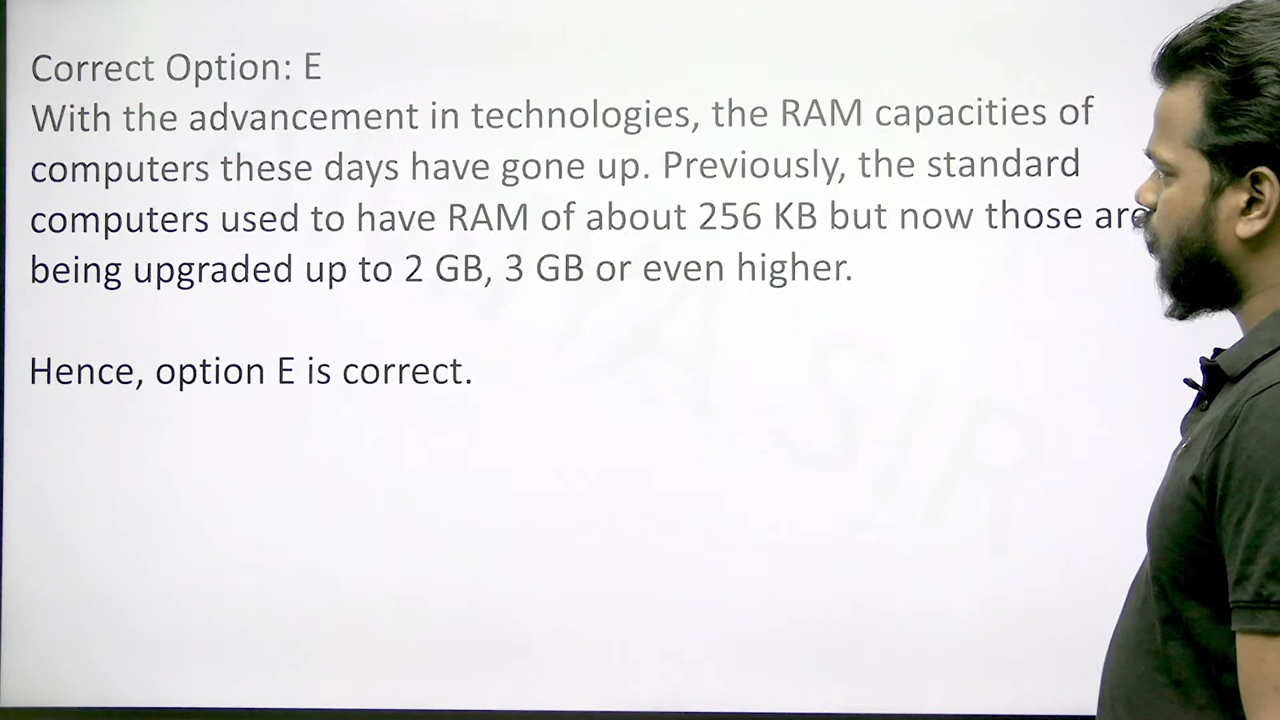 Correct Option: E
With the advancement in technologies, the RAM capacities of
computers these days have gone up. Previously, the standard
computers used to have RAM of about 256 KB but now those are
being upgraded up to 2 GB, 3 GB or even higher.
Hence, option E is correct.
SIR